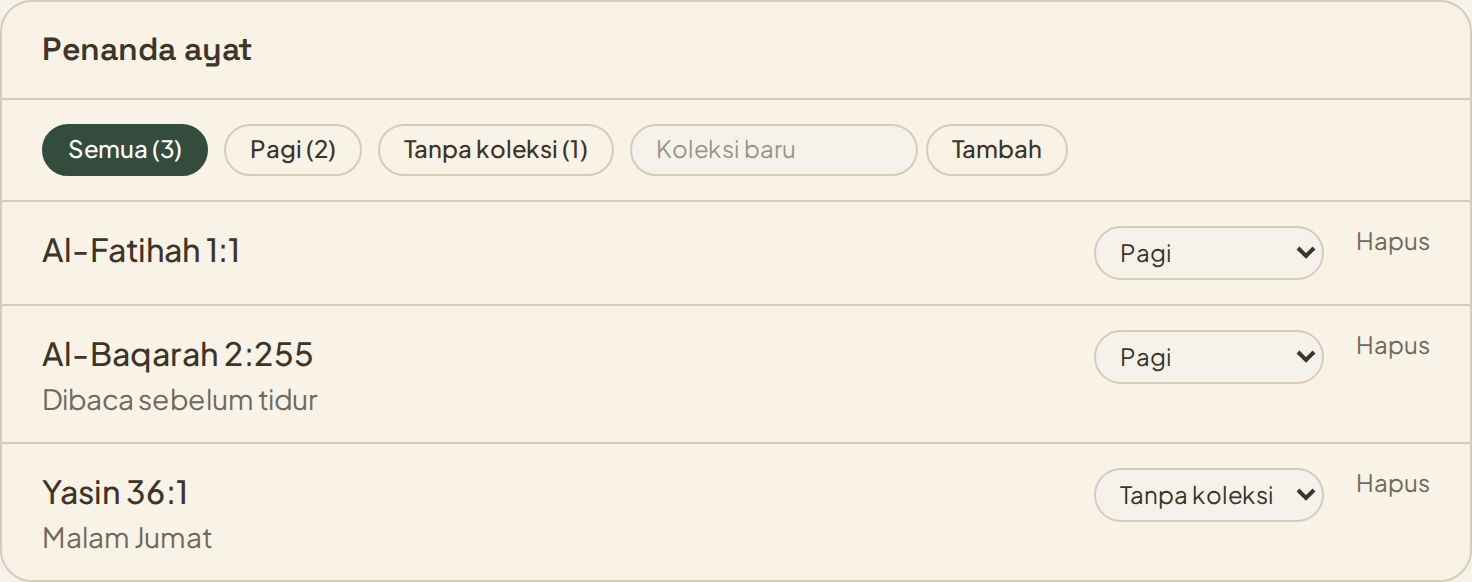 Penanda ayat
Semua (3) Pagi (2) Tanpa koleksi (1) Koleksi baru Tambah
Al-Fatihah 1:1 Pagi Hapus
Al-Baqarah 2:255 Pagi Hapus
Dibaca sebelum tidur
Yasin 36:1 Tanpa koleksi Hapus
Malam Jumat